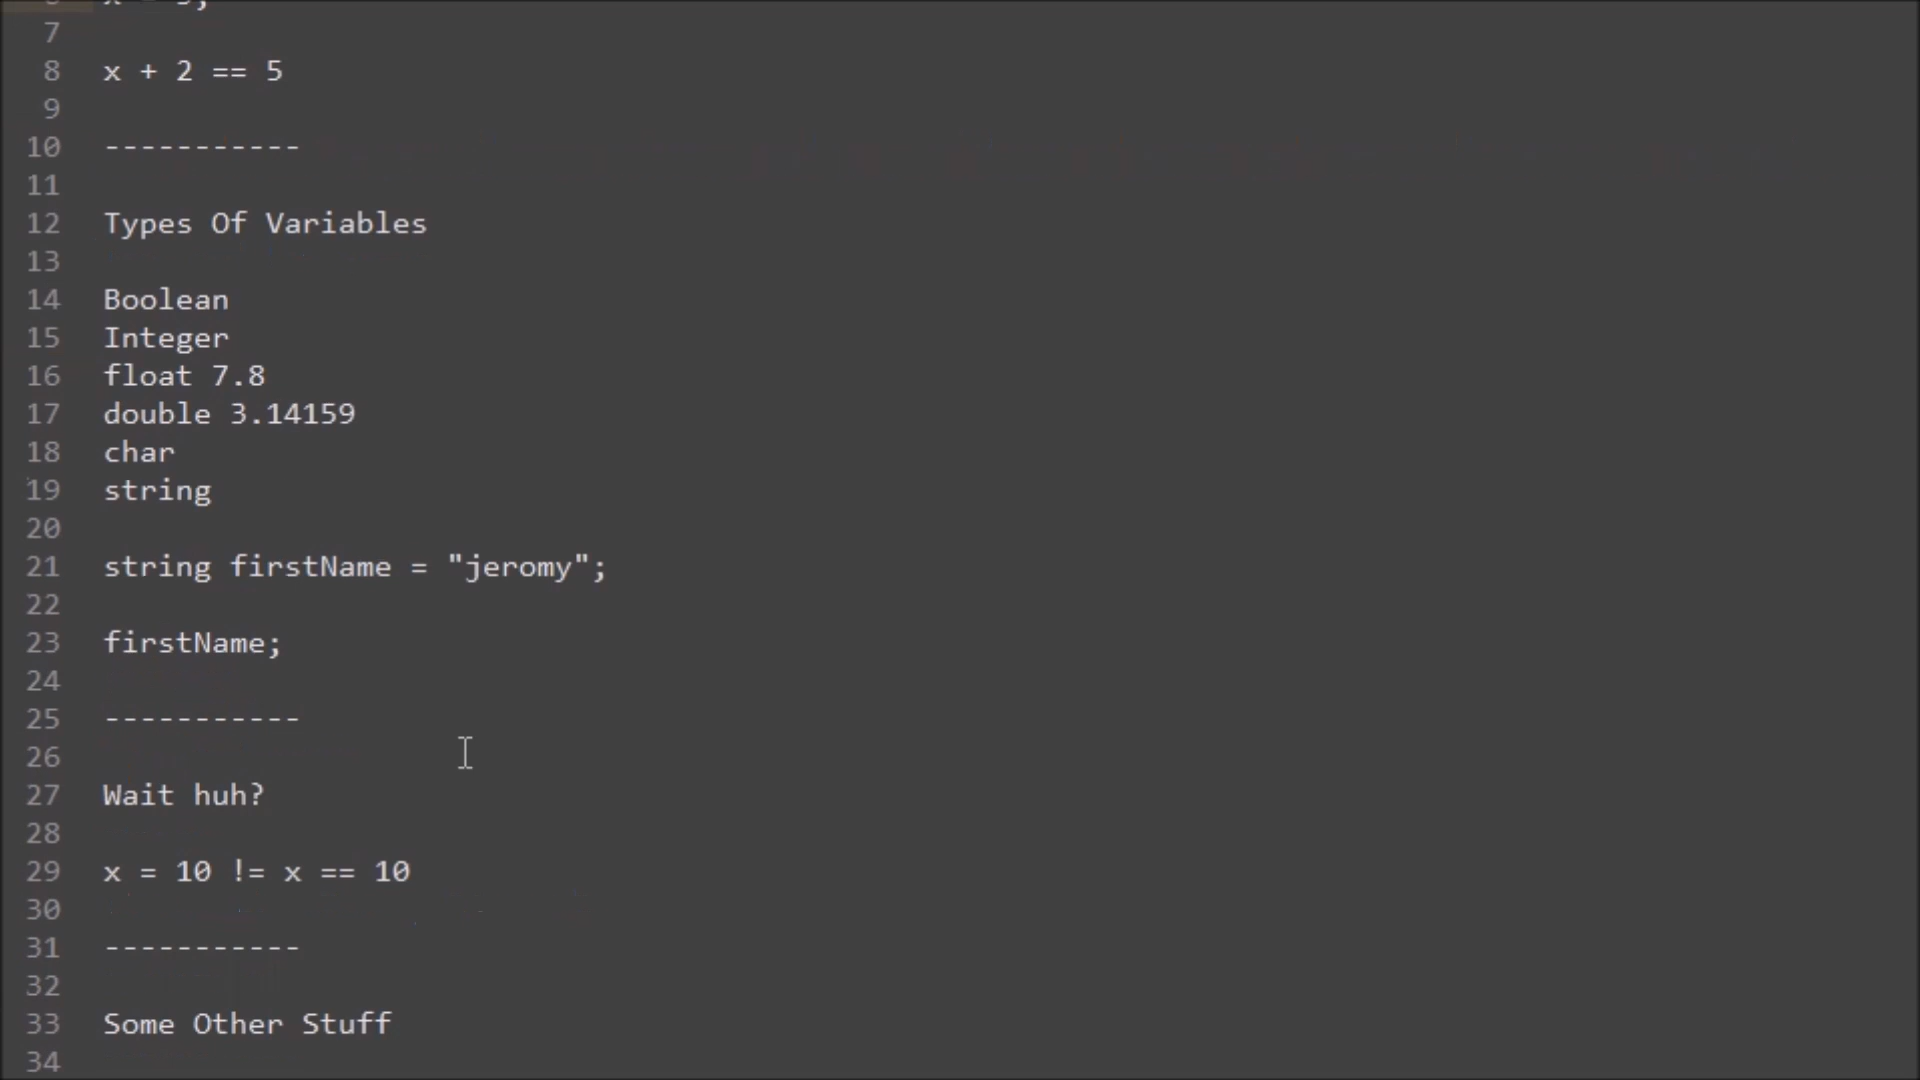 7
8 x + 2 == 5
9
10 -----------
11
12 Types Of Variables
13
14 Boolean
15 Integer
16 float 7.8
17 double 3.14159
18 char
19 string
20
21 string firstName = "jeromy";
22
23 firstName;
24
25 -----------
26
27 Wait huh?
28
29 x = 10 != x == 10
30
31 -----------
32
33 Some Other Stuff
34